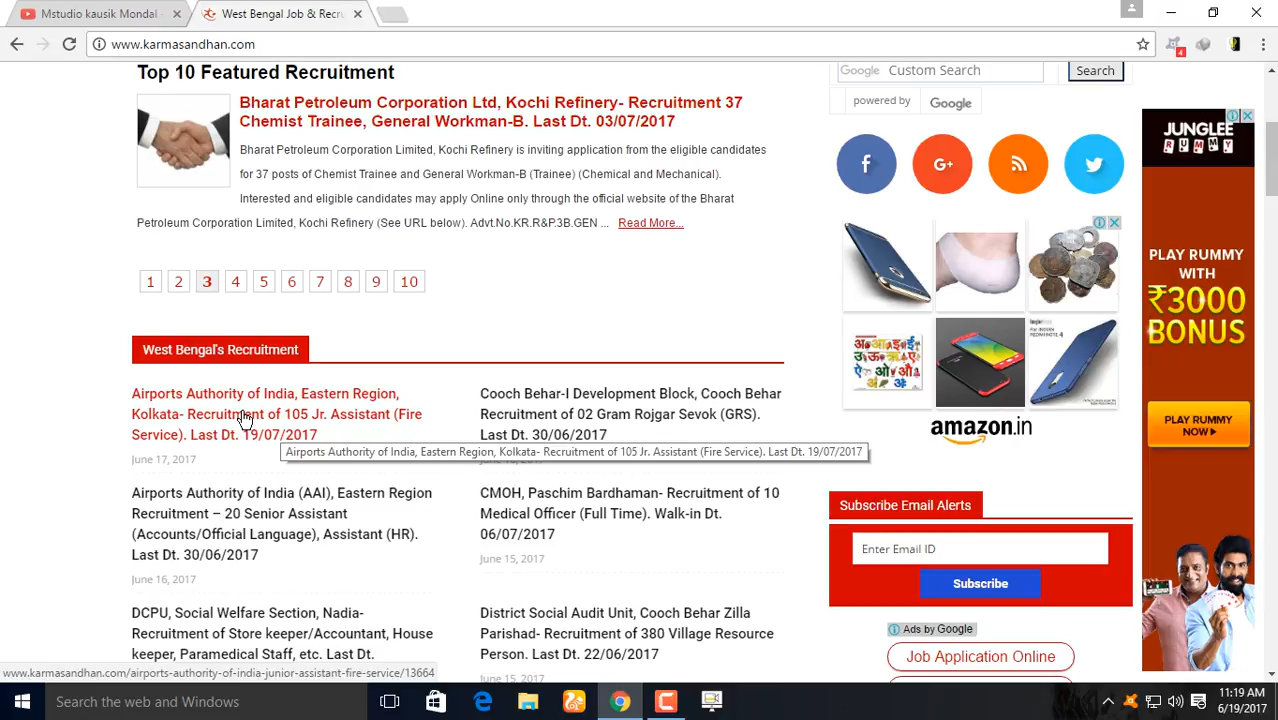 Mstudio kausik Mondal -
West Bengal Job & Recru
www.karmasandhan.com
4
Top 10 Featured Recruitment
Bharat Petroleum Corporation Ltd, Kochi Refinery- Recruitment 37
Chemist Trainee, General Workman-B. Last Dt. 03/07/2017
Bharat Petroleum Corporation Limited, Kochi Refinery is inviting application from the eligible candidates
for 37 posts of Chemist Trainee and General Workman-B (Trainee) (Chemical and Mechanical).
Interested and eligible candidates may apply Online only through the official website of the Bharat
Petroleum Corporation Limited, Kochi Refinery (See URL below). Advt.No.KR.R&P.3B.GEN ... Read More...
1 2 3 4 5 6 7 8 9 10
West Bengal's Recruitment
Airports Authority of India, Eastern Region,
Kolkata- Recruitment of 105 Jr. Assistant (Fire
Service). Last Dt. 19/07/2017
June 17, 2017
Airports Authority of India, Eastern Region, Kolkata- Recruitment of 105 Jr. Assistant (Fire Service). Last Dt. 19/07/2017
Cooch Behar-I Development Block, Cooch Behar
Recruitment of 02 Gram Rojgar Sevok (GRS).
Last Dt. 30/06/2017
Airports Authority of India (AAI), Eastern Region
Recruitment – 20 Senior Assistant
(Accounts/Official Language), Assistant (HR).
Last Dt. 30/06/2017
June 16, 2017
CMOH, Paschim Bardhaman- Recruitment of 10
Medical Officer (Full Time). Walk-in Dt.
06/07/2017
June 15, 2017
DCPU, Social Welfare Section, Nadia-
Recruitment of Store keeper/Accountant, House
keeper, Paramedical Staff, etc. Last Dt.
District Social Audit Unit, Cooch Behar Zilla
Parishad- Recruitment of 380 Village Resource
Person. Last Dt. 22/06/2017
www.karmasandhan.com/airports-authority-of-india-junior-assistant-fire-service/13664
Google Custom Search
Search
powered by Google
f
G+
amazon.in
Subscribe Email Alerts
Enter Email ID
Subscribe
Ads by Google
Job Application Online
JUNGLEE
RUMMY
PLAY RUMMY
WITH
₹3000
BONUS
PLAY RUMMY
NOW
Search the web and Windows
11:19 AM
6/19/2017